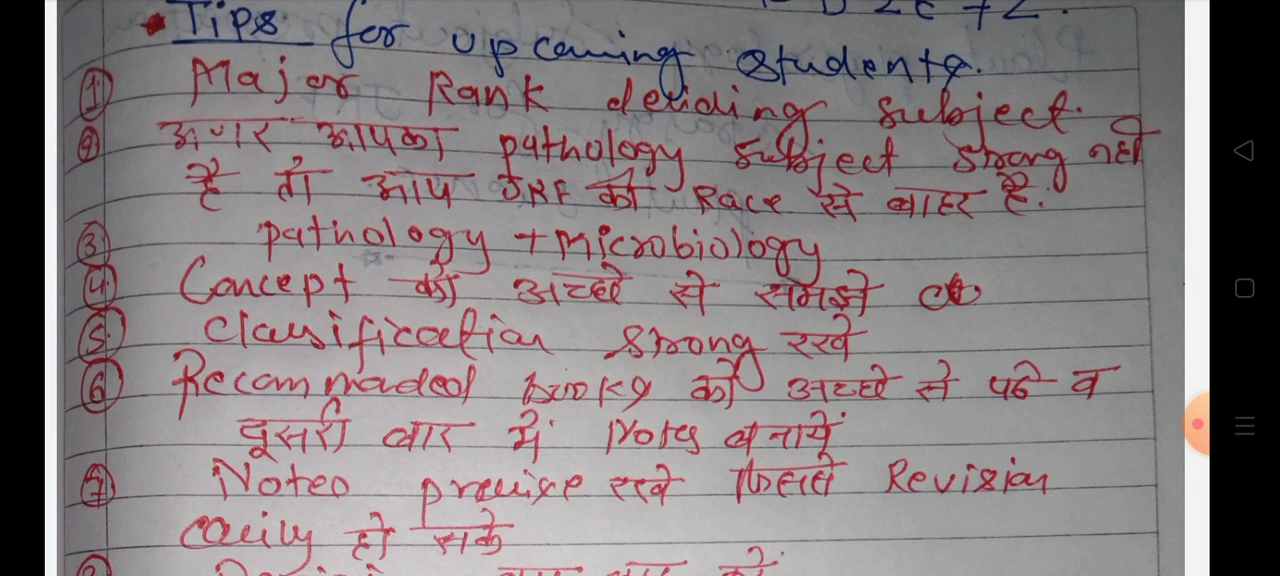 • Tips for upcoming students.
① Major Rank deciding subject.
② अगर आपका pathology subject strong नही
है तो आप JRF की Race से बाहर है.
③ pathology + Microbiology
④ Concept को अच्छे से समझे
⑤ classification strong रखे
⑥ Recommaded books को अच्छे से पढे व
दूसरी बार में Notes बनाये
⑦ Notes precise रखे जिससे Revision
easily हो सके